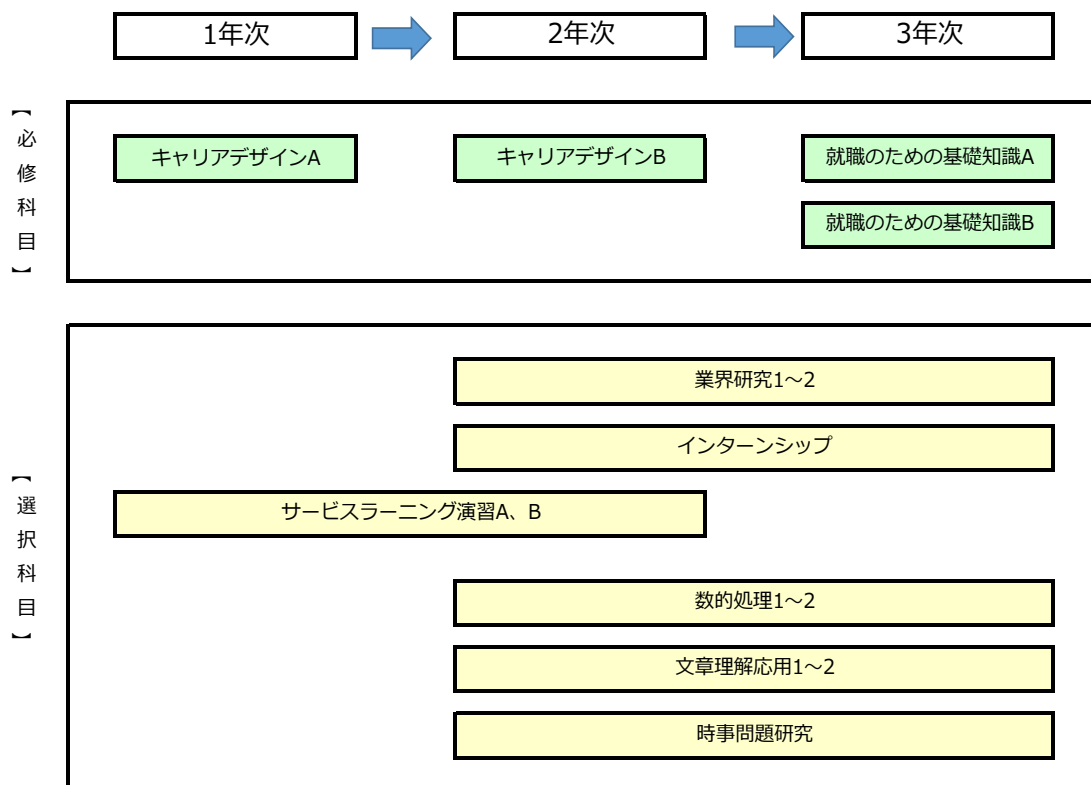 1年次
2年次
3年次
【必修科目】
キャリアデザインA
キャリアデザインB
就職のための基礎知識A
就職のための基礎知識B
【選択科目】
業界研究1～2
インターンシップ
サービスラーニング演習A、B
数的処理1～2
文章理解応用1～2
時事問題研究